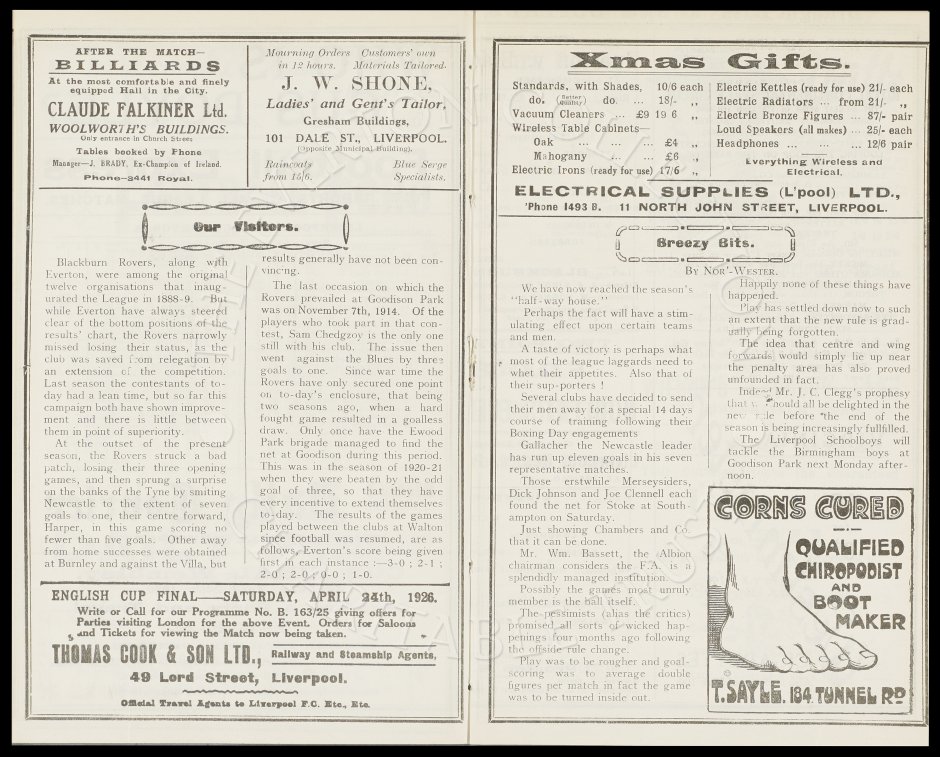 AFTER THE MATCH—
BILLIARDS
At the most comfortable and finely
equipped Hall in the City.
CLAUDE FALKINER Ltd.
WOOLWORTH'S BUILDINGS.
Only entrance in Church Street
Tables booked by Phone
Manager—J. BRADY, Ex-Champion of Ireland.
Phone—3441 Royal.
Mourning Orders Customers' own
in 12 hours. Materials Tailored.
J. W. SHONE,
Ladies' and Gent's Tailor,
Gresham Buildings,
101 DALE ST., LIVERPOOL.
(Opposite Municipal Buildings)
Raincoats Blue Serge
from 15/6. Specialists.
Our Visitors.
Blackburn Rovers, along with
Everton, were among the original
twelve organisations that inaug-
urated the League in 1888-9. But
while Everton have always steered
clear of the bottom positions of the
results' chart, the Rovers narrowly
missed losing their status, as the
club was saved from relegation by
an extension of the competition.
Last season the contestants of to-
day had a lean time, but so far this
campaign both have shown improve-
ment and there is little between
them in point of superiority.
At the outset of the present
season, the Rovers struck a bad
patch, losing their three opening
games, and then sprung a surprise
on the banks of the Tyne by smiting
Newcastle to the extent of seven
goals to one, their centre forward,
Harper, in this game scoring no
fewer than five goals. Other away
from home successes were obtained
at Burnley and against the Villa, but
results generally have not been con-
vincing.
The last occasion on which the
Rovers prevailed at Goodison Park
was on November 7th, 1914. Of the
players who took part in that con-
test, Sam Chedgzoy is the only one
still with his club. The issue then
went against the Blues by three
goals to one. Since war time the
Rovers have only secured one point
on to-day's enclosure, that being
two seasons ago, when a hard
fought game resulted in a goalless
draw. Only once have the Ewood
Park brigade managed to find the
net at Goodison during this period.
This was in the season of 1920-21
when they were beaten by the odd
goal of three, so that they have
every incentive to extend themselves
to-day. The results of the games
played between the clubs at Walton
since football was resumed, are as
follows, Everton's score being given
first in each instance :—3-0 ; 2-1 ;
2-0 ; 2-0 ; 0-0 ; 1-0.
ENGLISH CUP FINAL—SATURDAY, APRIL 24th, 1926.
Write or Call for our Programme No. B. 163/25 giving offers for
Parties visiting London for the above Event. Orders for Saloons
and Tickets for viewing the Match now being taken.
THOMAS COOK & SON LTD., Railway and Steamship Agents,
49 Lord Street, Liverpool.
Official Travel Agents to Liverpool F.C. Etc., Etc.
Xmas Gifts.
Standards, with Shades, 10/6 each
do. (Better Quality) do. ... 18/- „
Vacuum Cleaners ... £9 19 6 „
Wireless Table Cabinets—
Oak ... ... ... £4 „
Mahogany ... ... £6 „
Electric Irons (ready for use) 17/6 „
Electric Kettles (ready for use) 21/- each
Electric Radiators ... from 21/- „
Electric Bronze Figures ... 87/- pair
Loud Speakers (all makes) ... 25/- each
Headphones ... ... ... 12/6 pair
Everything Wireless and
Electrical.
ELECTRICAL SUPPLIES (L'pool) LTD.,
'Phone 1493 B. 11 NORTH JOHN STREET, LIVERPOOL.
Breezy Bits.
By Nor'-Wester.
We have now reached the season's
"half-way house."
Perhaps the fact will have a stim-
ulating effect upon certain teams
and men.
A taste of victory is perhaps what
most of the league laggards need to
whet their appetites. Also that of
their sup-porters !
Several clubs have decided to send
their men away for a special 14 days
course of training following their
Boxing Day engagements
Gallacher the Newcastle leader
has run up eleven goals in his seven
representative matches.
Those erstwhile Merseysiders,
Dick Johnson and Joe Clennell each
found the net for Stoke at South-
ampton on Saturday.
Just showing Chambers and Co.
that it can be done.
Mr. Wm. Bassett, the Albion
chairman considers the F.A. is a
splendidly managed institution.
Possibly the games most unruly
member is the ball itself.
The pessimists (alias the critics)
promised all sorts of wicked hap-
penings four months ago following
the offside rule change.
Play was to be rougher and goal-
scoring was to average double
figures per match in fact the game
was to be turned inside out.
Happily none of these things have
happened.
Play has settled down now to such
an extent that the new rule is grad-
ually being forgotten.
The idea that centre and wing
forwards would simply lie up near
the penalty area has also proved
unfounded in fact.
Indeed Mr. J. C. Clegg's prophesy
that should all be delighted in the
new rule before the end of the
season is being increasingly fullfilled.
The Liverpool Schoolboys will
tackle the Birmingham boys at
Goodison Park next Monday after-
noon.
CORNS CURED
QUALIFIED
CHIROPODIST
AND
BOOT
MAKER
T. SAYLE, 184 TUNNEL RD